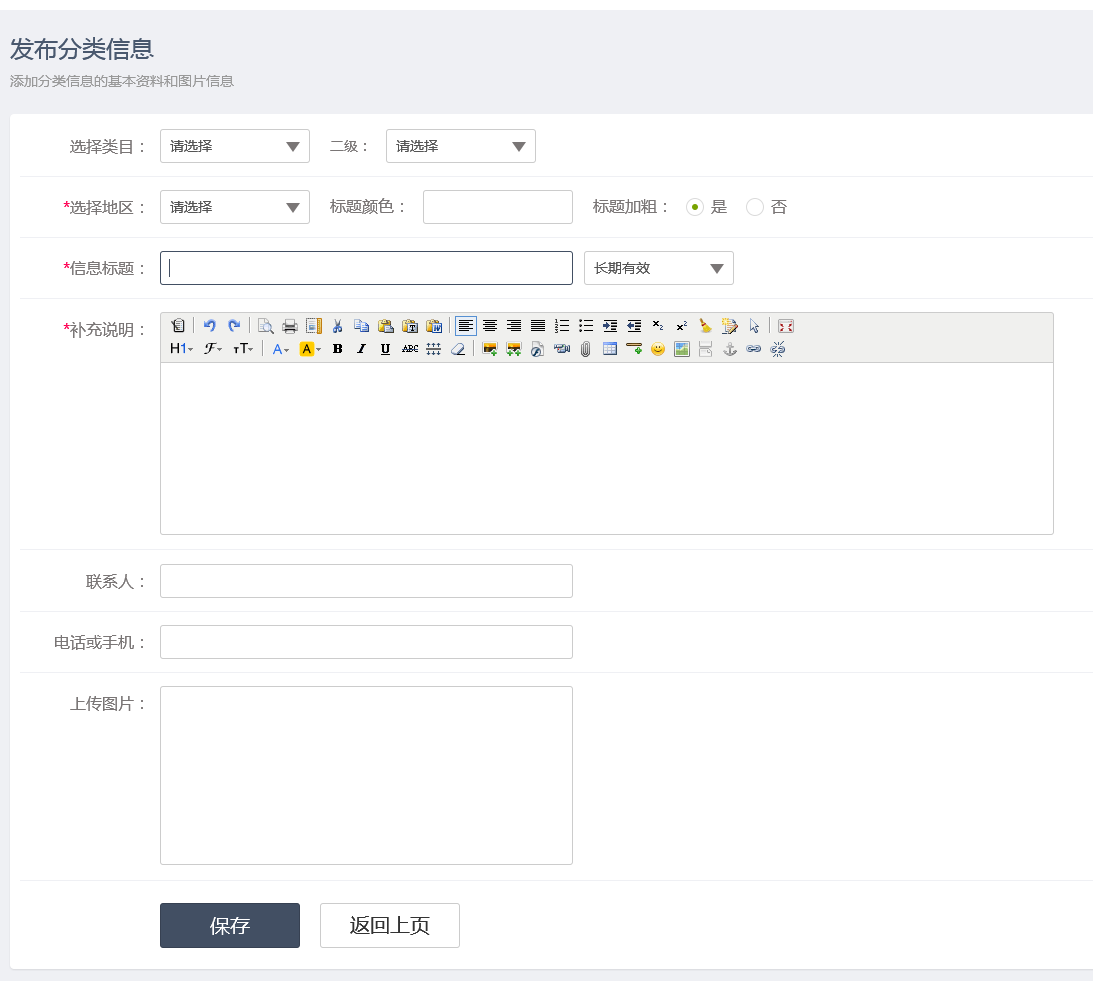 发布分类信息
添加分类信息的基本资料和图片信息
选择类目： 请选择 二级： 请选择
*选择地区： 请选择 标题颜色： 标题加粗： 是 否
*信息标题： 长期有效
*补充说明：
H1 F TT A A B I U ABC
联系人：
电话或手机：
上传图片：
保存 返回上页